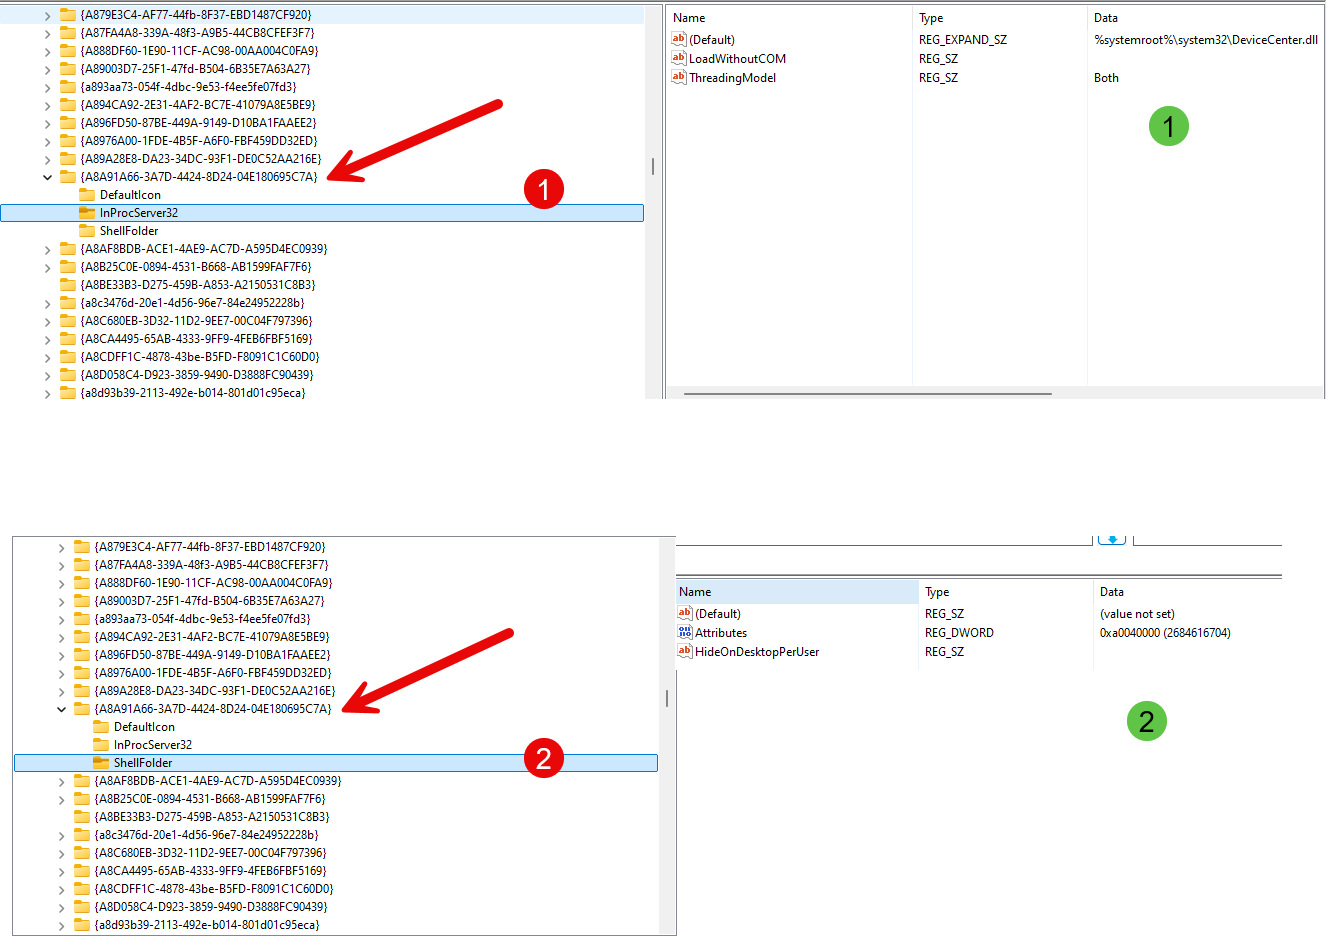 {A879E3C4-AF77-44fb-8F37-EBD1487CF920}
{A87FA4A8-339A-48f3-A9B5-44CB8CFEF3F7}
{A888DF60-1E90-11CF-AC98-00AA004C0FA9}
{A89003D7-25F1-47fd-B504-6B35E7A63A27}
{a893aa73-054f-4dbc-9e53-f4ee5fe07fd3}
{A894CA92-2E31-4AF2-BC7E-41079A8E5BE9}
{A896FD50-87BE-449A-9149-D10BA1FAAEE2}
{A8976A00-1FDE-4B5F-A6F0-FBF459DD32ED}
{A89A28E8-DA23-34DC-93F1-DE0C52AA216E}
{A8A91A66-3A7D-4424-8D24-04E180695C7A}
DefaultIcon
InProcServer32
ShellFolder
{A8AF8BDB-ACE1-4AE9-AC7D-A595D4EC0939}
{A8B25C0E-0894-4531-B668-AB1599FAF7F6}
{A8BE33B3-D275-459B-A853-A2150531C8B3}
{a8c3476d-20e1-4d56-96e7-84e24952228b}
{A8C680EB-3D32-11D2-9EE7-00C04F797396}
{A8CA4495-65AB-4333-9FF9-4FEB6FBF5169}
{A8CDFF1C-4878-43be-B5FD-F8091C1C60D0}
{A8D058C4-D923-3859-9490-D3888FC90439}
{a8d93b39-2113-492e-b014-801d01c95eca}
1
Name Type Data
(Default) REG_EXPAND_SZ %systemroot%\system32\DeviceCenter.dll
LoadWithoutCOM REG_SZ
ThreadingModel REG_SZ Both
1
{A879E3C4-AF77-44fb-8F37-EBD1487CF920}
{A87FA4A8-339A-48f3-A9B5-44CB8CFEF3F7}
{A888DF60-1E90-11CF-AC98-00AA004C0FA9}
{A89003D7-25F1-47fd-B504-6B35E7A63A27}
{a893aa73-054f-4dbc-9e53-f4ee5fe07fd3}
{A894CA92-2E31-4AF2-BC7E-41079A8E5BE9}
{A896FD50-87BE-449A-9149-D10BA1FAAEE2}
{A8976A00-1FDE-4B5F-A6F0-FBF459DD32ED}
{A89A28E8-DA23-34DC-93F1-DE0C52AA216E}
{A8A91A66-3A7D-4424-8D24-04E180695C7A}
DefaultIcon
InProcServer32
ShellFolder
{A8AF8BDB-ACE1-4AE9-AC7D-A595D4EC0939}
{A8B25C0E-0894-4531-B668-AB1599FAF7F6}
{A8BE33B3-D275-459B-A853-A2150531C8B3}
{a8c3476d-20e1-4d56-96e7-84e24952228b}
{A8C680EB-3D32-11D2-9EE7-00C04F797396}
{A8CA4495-65AB-4333-9FF9-4FEB6FBF5169}
{A8CDFF1C-4878-43be-B5FD-F8091C1C60D0}
{A8D058C4-D923-3859-9490-D3888FC90439}
{a8d93b39-2113-492e-b014-801d01c95eca}
2
Name Type Data
(Default) REG_SZ (value not set)
Attributes REG_DWORD 0xa0040000 (2684616704)
HideOnDesktopPerUser REG_SZ
2